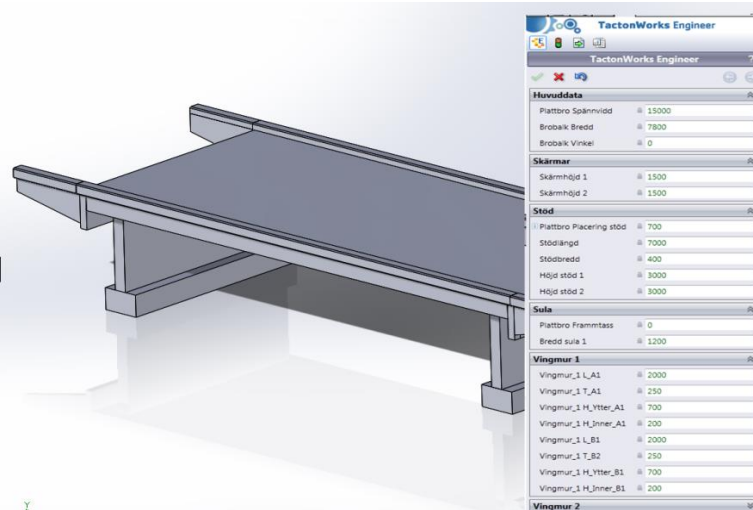 TactonWorks Engineer
TactonWorks Engineer ?
Huvuddata
Plattbro Spännvidd 15000
Brobalk Bredd 7800
Brobalk Vinkel 0
Skärmar
Skärmhöjd 1 1500
Skärmhöjd 2 1500
Stöd
Plattbro Placering stöd 700
Stödlängd 7000
Stödbredd 400
Höjd stöd 1 3000
Höjd stöd 2 3000
Sula
Plattbro Frammtass 0
Bredd sula 1 1200
Vingmur 1
Vingmur_1 L_A1 2000
Vingmur_1 T_A1 250
Vingmur_1 H_Ytter_A1 700
Vingmur_1 H_Inner_A1 200
Vingmur_1 L_B1 2000
Vingmur_1 T_B2 250
Vingmur_1 H_Ytter_B1 700
Vingmur_1 H_Inner_B1 200
Vingmur 2
Y